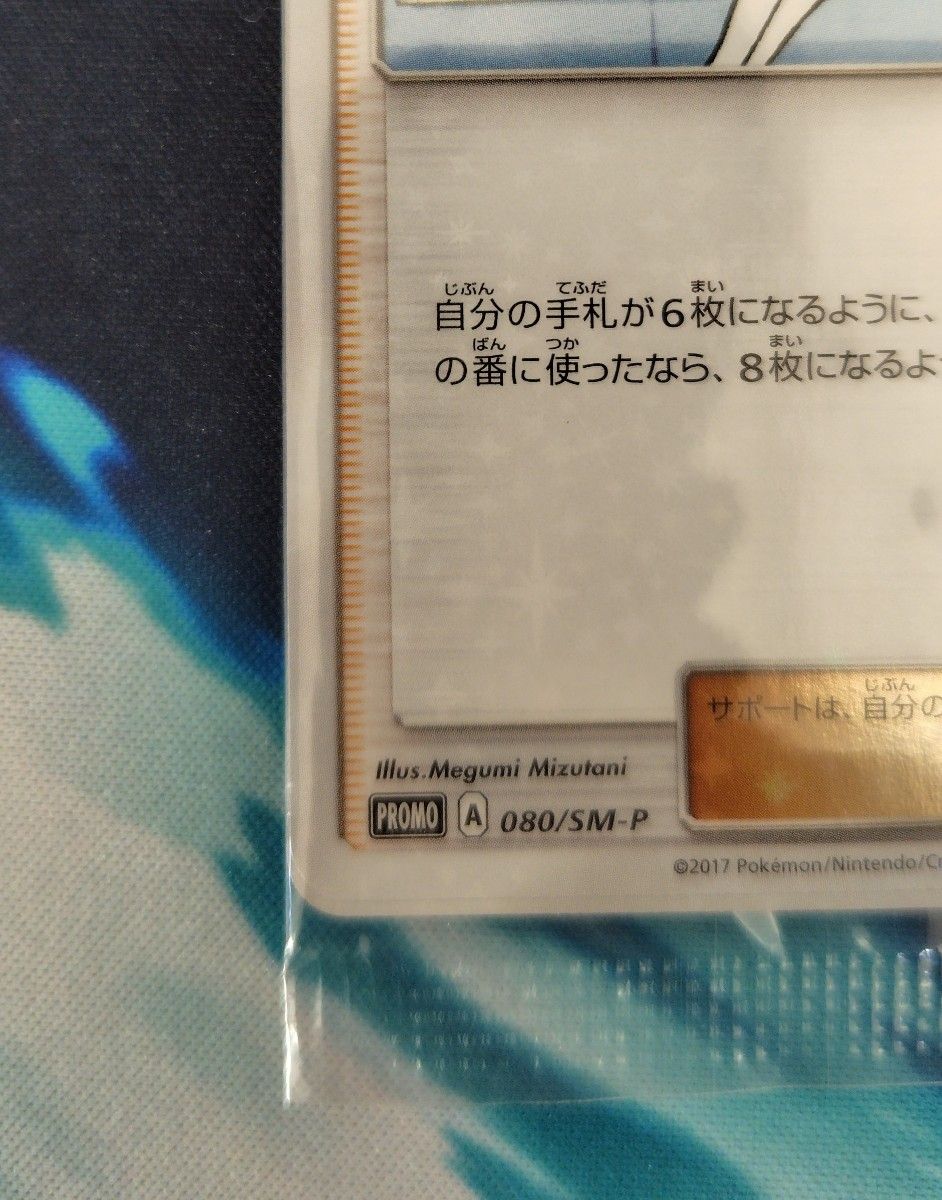 じぶん てふだ まい
自分の手札が6枚になるように、
ばん つか まい
の番に使ったなら、8枚になるよ
じぶん
サポートは、自分の
Illus.Megumi Mizutani
PROMO A 080/SM-P
©2017 Pokémon/Nintendo/Cr